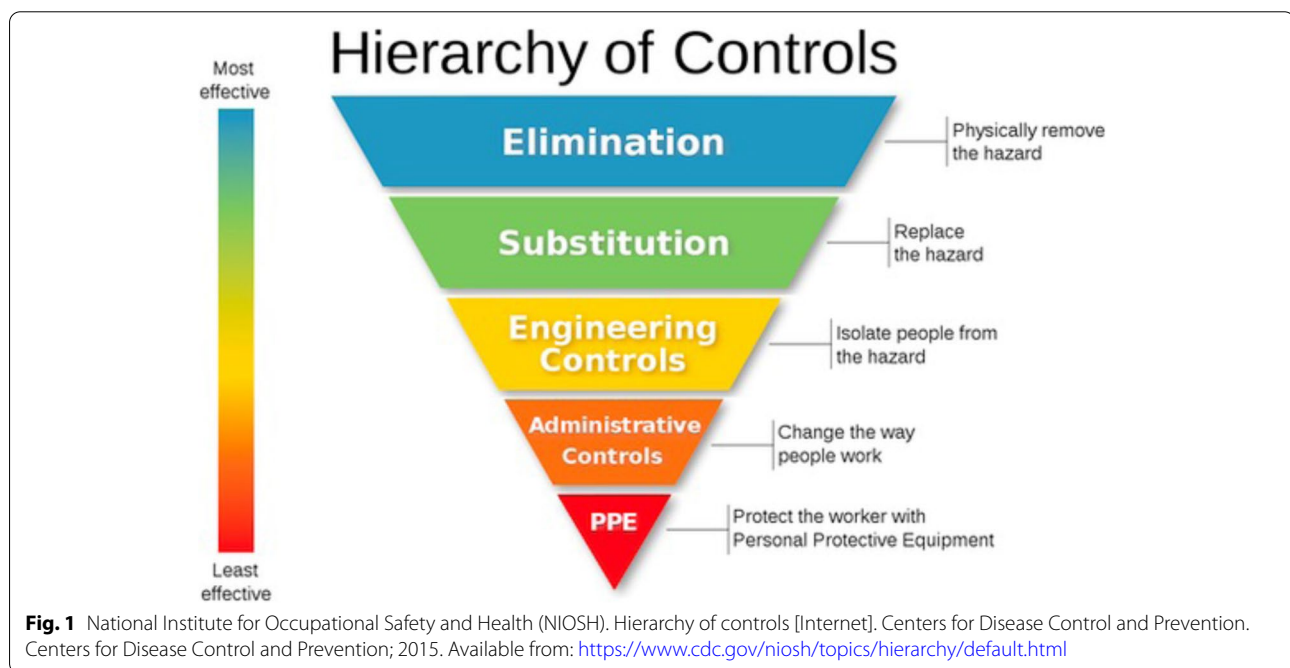 Hierarchy of Controls
Most
effective
Elimination
Physically remove
the hazard
Substitution
Replace
the hazard
Engineering
Controls
Isolate people from
the hazard
Administrative
Controls
Change the way
people work
PPE
Protect the worker with
Personal Protective Equipment
Least
effective
Fig. 1 National Institute for Occupational Safety and Health (NIOSH). Hierarchy of controls [Internet]. Centers for Disease Control and Prevention.
Centers for Disease Control and Prevention; 2015. Available from: https://www.cdc.gov/niosh/topics/hierarchy/default.html